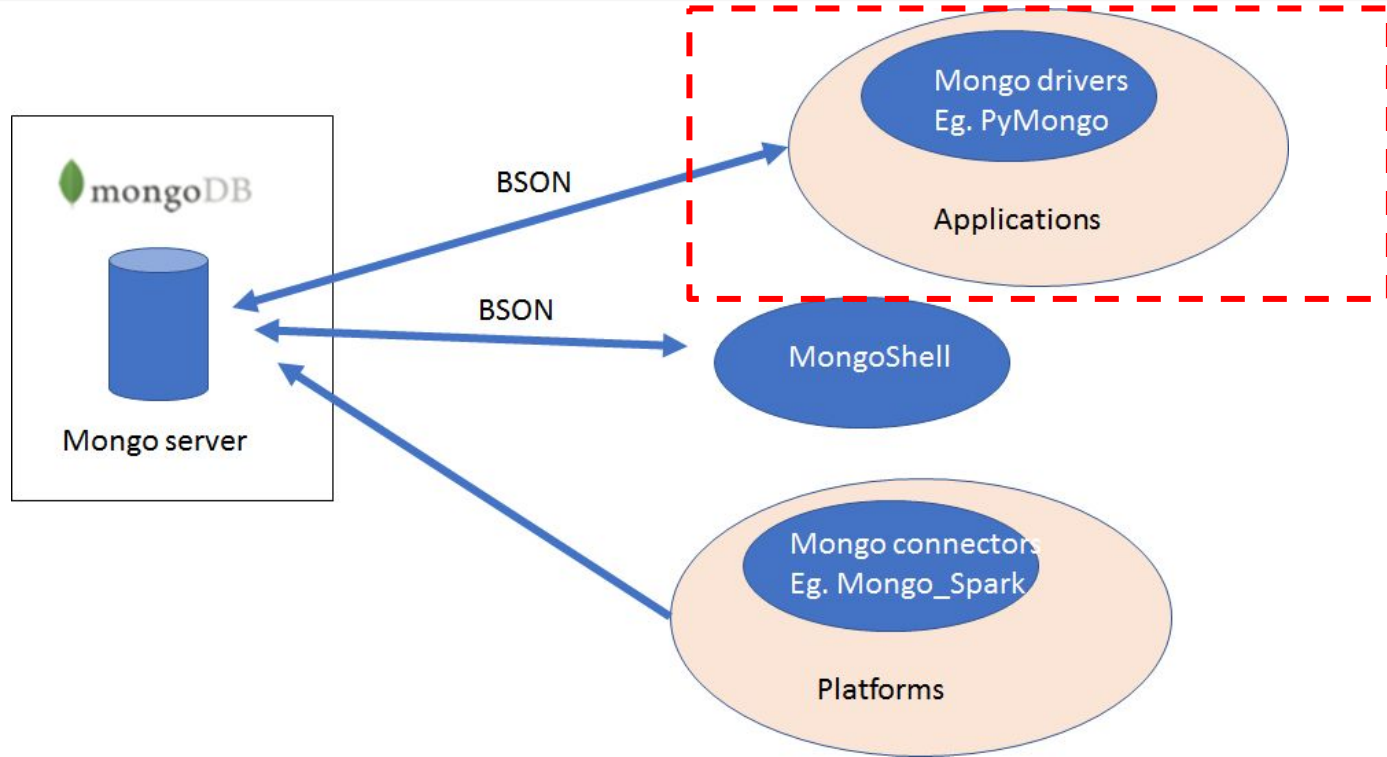 mongoDB
Mongo server
BSON
BSON
Mongo drivers
Eg. PyMongo
Applications
MongoShell
Mongo connectors
Eg. Mongo_Spark
Platforms